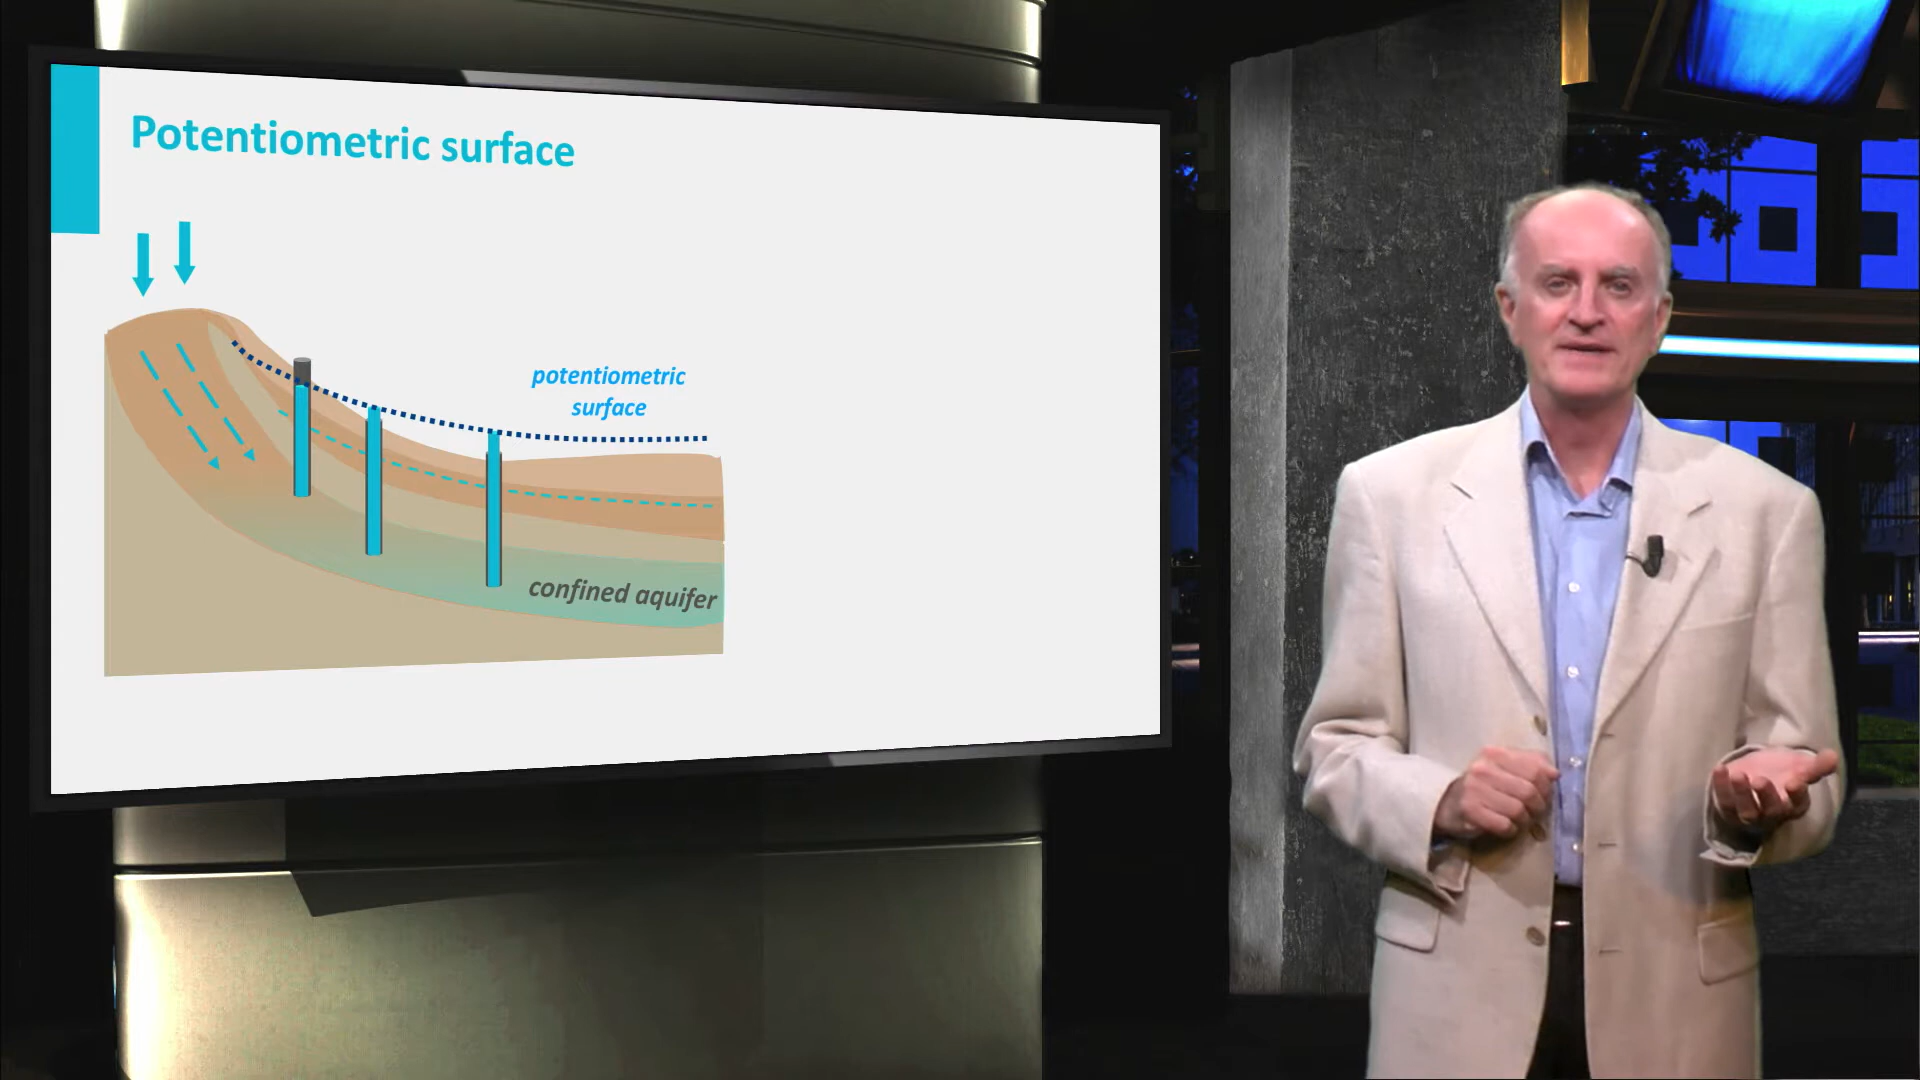 Potentiometric surface
potentiometric
surface
confined aquifer